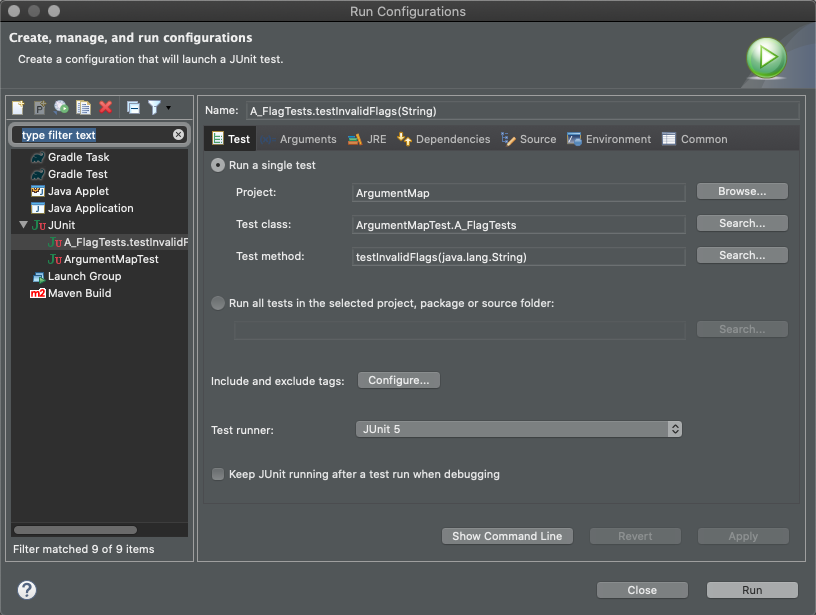 Run Configurations
Create, manage, and run configurations
Create a configuration that will launch a JUnit test.
type filter text
Gradle Task
Gradle Test
Java Applet
Java Application
JUnit
A_FlagTests.testInvalidF
ArgumentMapTest
Launch Group
m2 Maven Build
Filter matched 9 of 9 items
Name: A_FlagTests.testInvalidFlags(String)
Test Arguments JRE Dependencies Source Environment Common
Run a single test
Project: ArgumentMap Browse...
Test class: ArgumentMapTest.A_FlagTests Search...
Test method: testInvalidFlags(java.lang.String) Search...
Run all tests in the selected project, package or source folder:
Search...
Include and exclude tags: Configure...
Test runner: JUnit 5
Keep JUnit running after a test run when debugging
Show Command Line Revert Apply
? Close Run